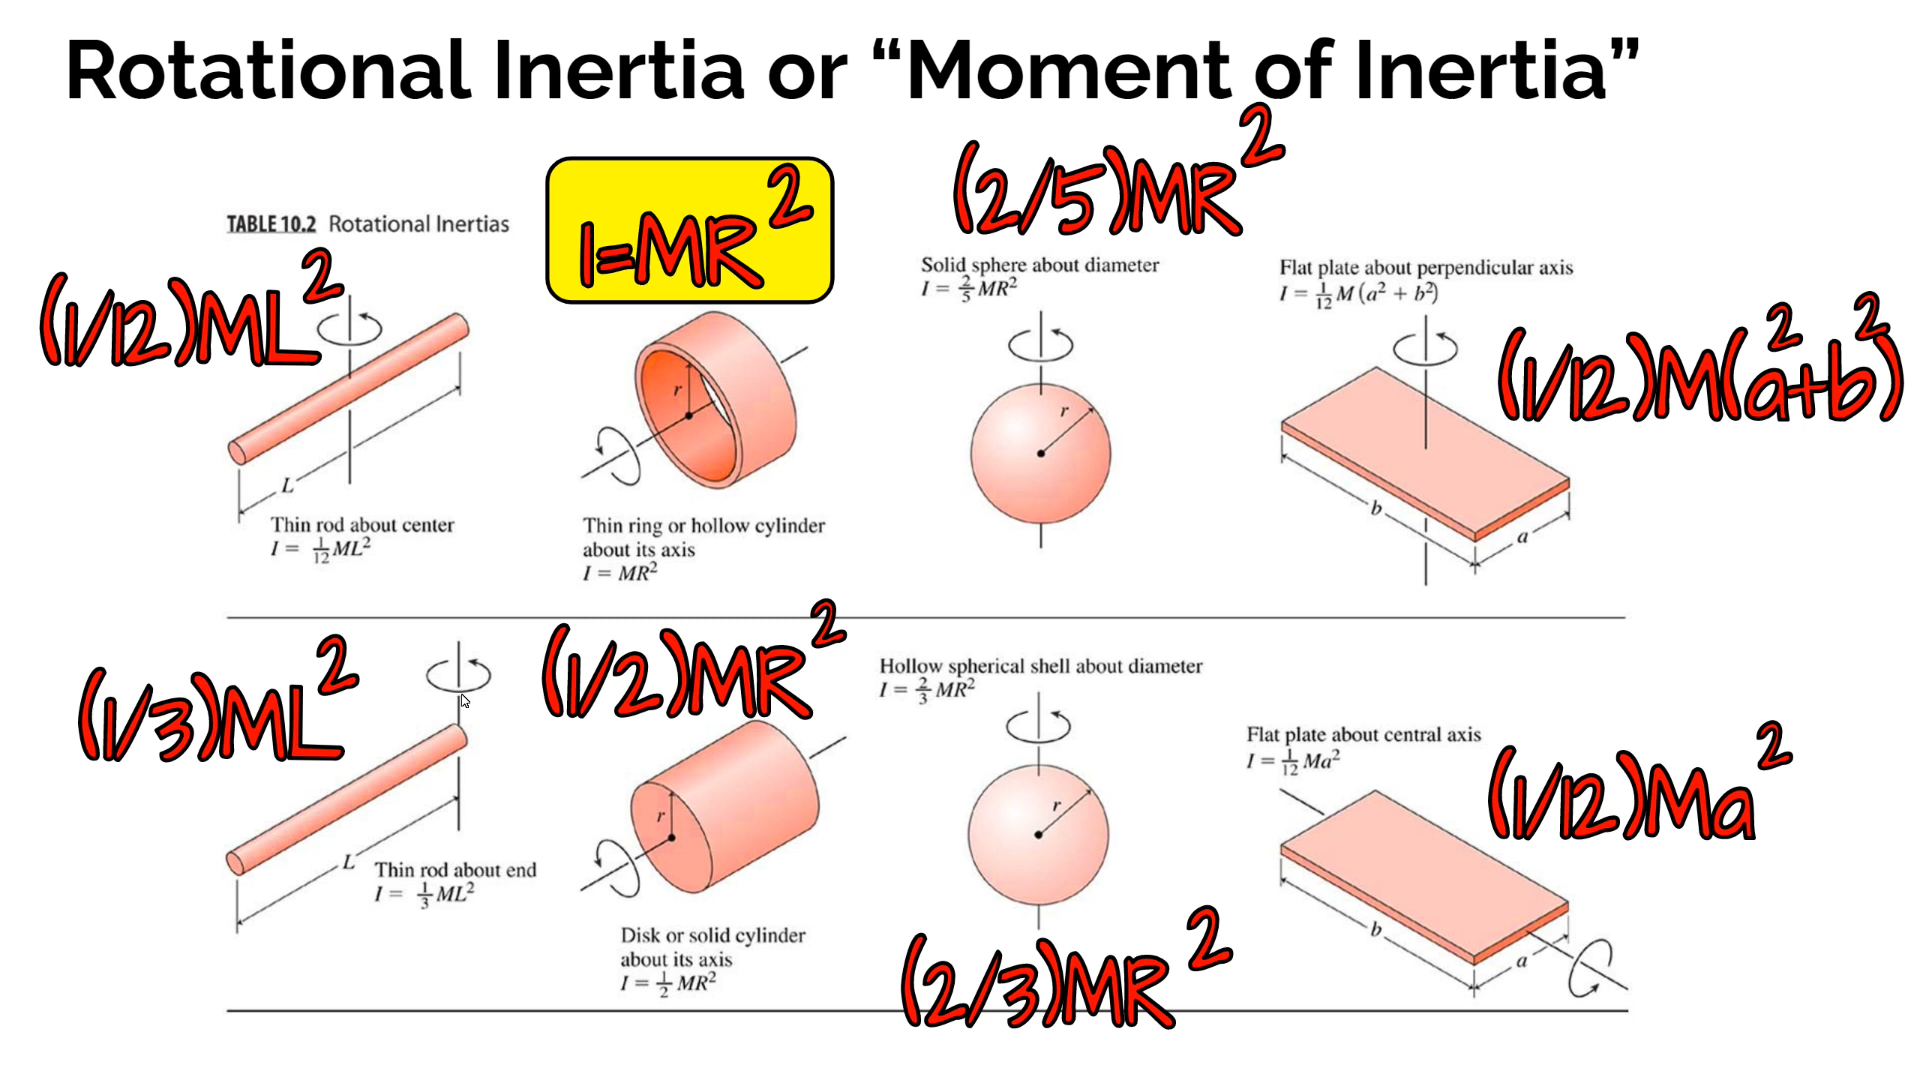 Rotational Inertia or “Moment of Inertia”
TABLE 10.2 Rotational Inertias
(1/12)ML²
L
Thin rod about center
I = 1/12 ML²
I=MR²
r
Thin ring or hollow cylinder
about its axis
I = MR²
(2/5)MR²
Solid sphere about diameter
I = 2/5 MR²
r
Flat plate about perpendicular axis
I = 1/12 M (a² + b²)
(1/12)M(a²+b²)
b
a
(1/3)ML²
L
Thin rod about end
I = 1/3 ML²
(1/2)MR²
r
Disk or solid cylinder
about its axis
I = 1/2 MR²
Hollow spherical shell about diameter
I = 2/3 MR²
r
(2/3)MR²
Flat plate about central axis
I = 1/12 Ma²
(1/12)Ma²
b
a